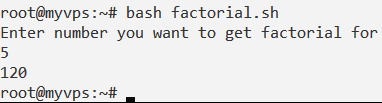 root@myvps:~# bash factorial.sh
Enter number you want to get factorial for
5
120
root@myvps:~#